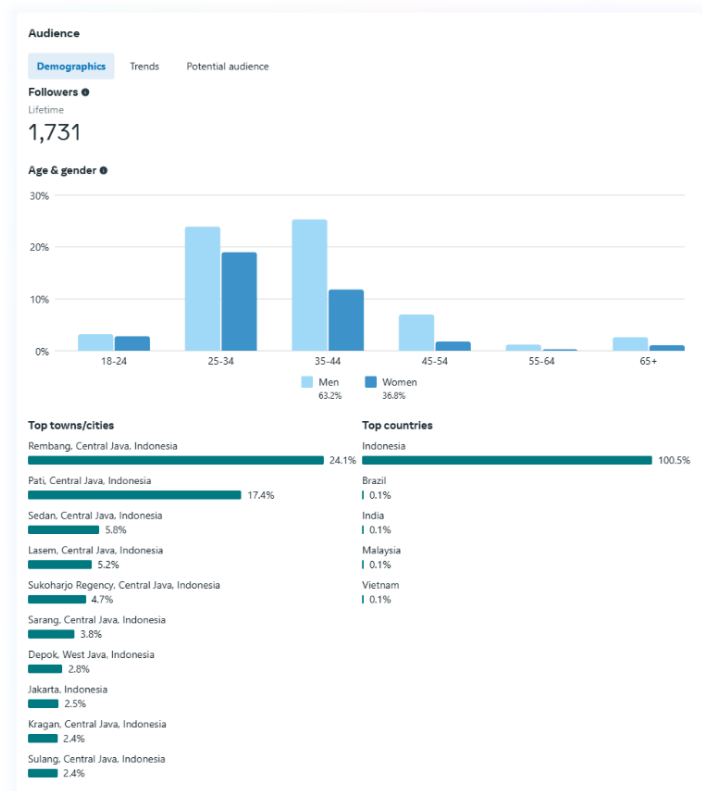 Audience
Demographics Trends Potential audience
Followers
Lifetime
1,731
Age & gender
30%
20%
10%
0%
18-24 25-34 35-44 45-54 55-64 65+
Men Women
63.2% 36.8%
Top towns/cities
Rembang, Central Java, Indonesia
24.1%
Pati, Central Java, Indonesia
17.4%
Sedan, Central Java, Indonesia
5.8%
Lasem, Central Java, Indonesia
5.2%
Sukoharjo Regency, Central Java, Indonesia
4.7%
Sarang, Central Java, Indonesia
3.8%
Depok, West Java, Indonesia
2.8%
Jakarta, Indonesia
2.5%
Kragan, Central Java, Indonesia
2.4%
Sulang, Central Java, Indonesia
2.4%
Top countries
Indonesia
100.5%
Brazil
0.1%
India
0.1%
Malaysia
0.1%
Vietnam
0.1%